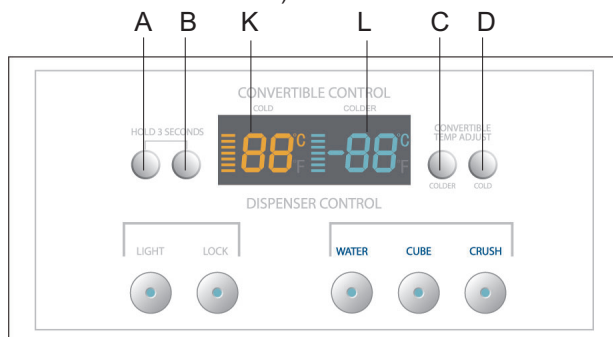 A B K L C D
CONVERTIBLE CONTROL
COLD COLDER
HOLD 3 SECONDS
88°C F
-88°C F
CONVERTIBLE
TEMP ADJUST
COLDER COLD
DISPENSER CONTROL
LIGHT LOCK WATER CUBE CRUSH